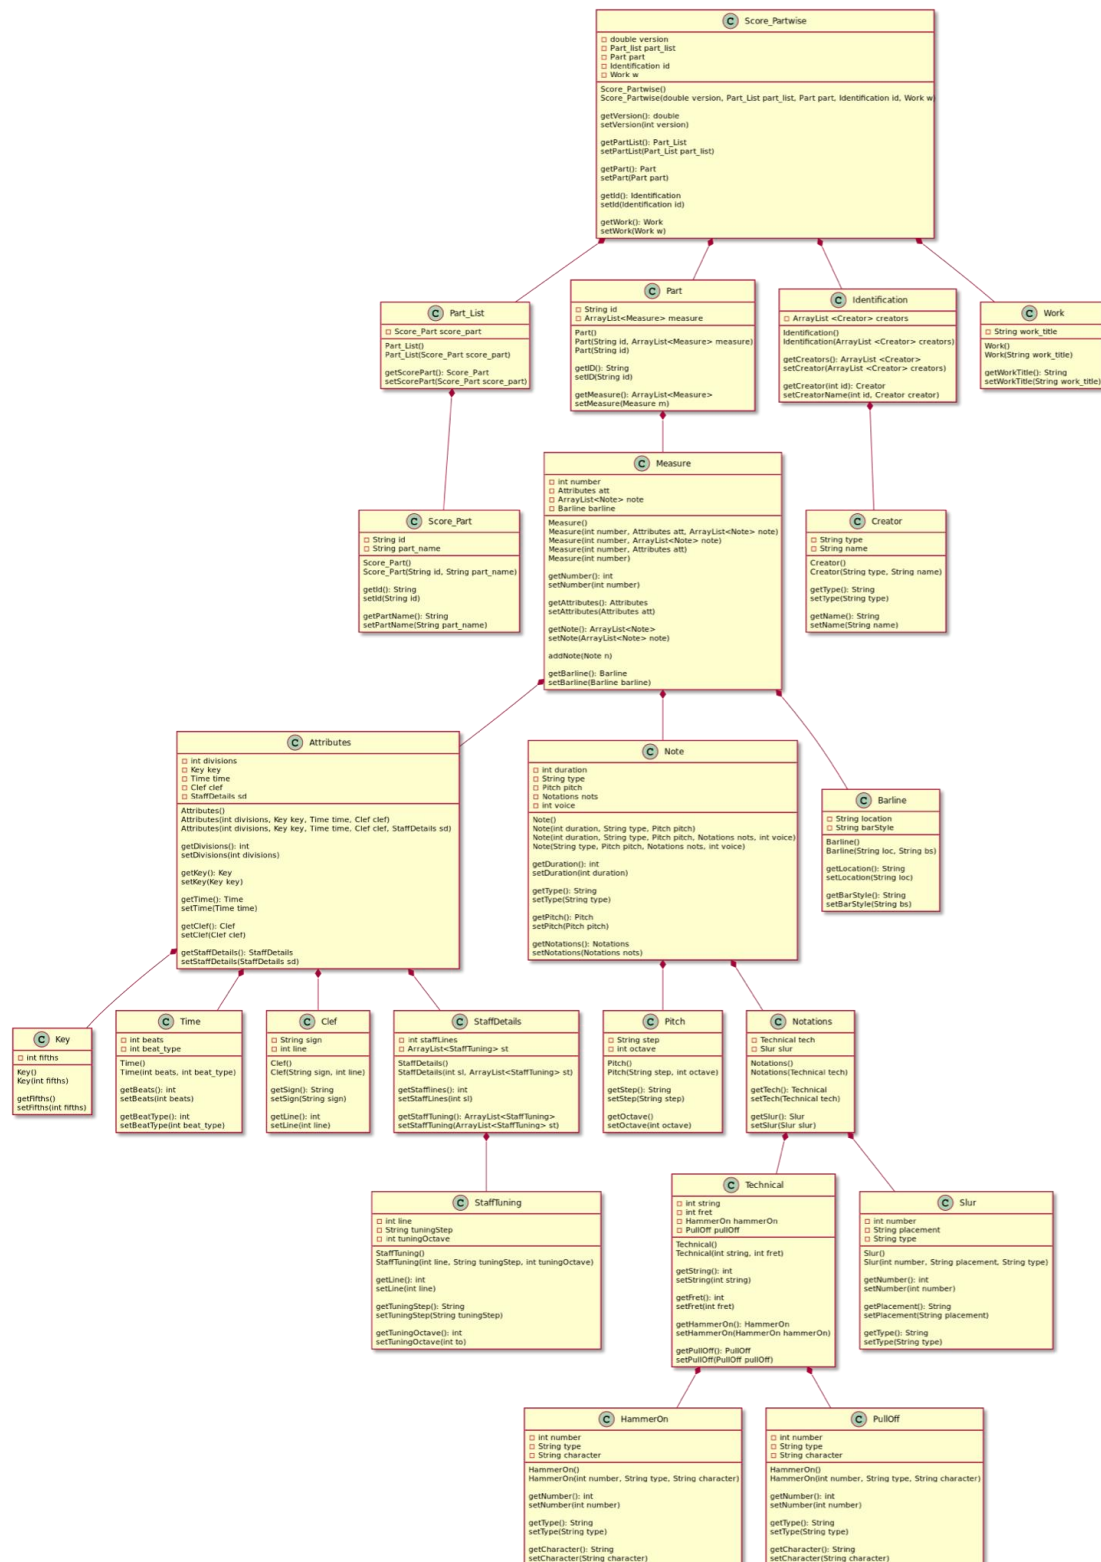 C Score_Partwise
double version
Part_list part_list
Part part
Identification id
Work w
Score_Partwise()
Score_Partwise(double version, Part_List part_list, Part part, Identification id, Work w)
getVersion(): double
setVersion(int version)
getPartList(): Part_List
setPartList(Part_List part_list)
getPart(): Part
setPart(Part part)
getId(): Identification
setId(Identification id)
getWork(): Work
setWork(Work w)
C Part_List
Score_Part score_part
Part_List()
Part_List(Score_Part score_part)
getScorePart(): Score_Part
setScorePart(Score_Part score_part)
C Part
String id
ArrayList<Measure> measure
Part()
Part(String id, ArrayList<Measure> measure)
Part(String id)
getID(): String
setID(String id)
getMeasure(): ArrayList<Measure>
setMeasure(Measure m)
C Identification
ArrayList <Creator> creators
Identification()
Identification(ArrayList <Creator> creators)
getCreators(): ArrayList <Creator>
setCreator(ArrayList <Creator> creators)
getCreator(int id): Creator
setCreatorName(int id, Creator creator)
C Work
String work_title
Work()
Work(String work_title)
getWorkTitle(): String
setWorkTitle(String work_title)
C Score_Part
String id
String part_name
Score_Part()
Score_Part(String id, String part_name)
getId(): String
setId(String id)
getPartName(): String
setPartName(String part_name)
C Measure
int number
Attributes att
ArrayList<Note> note
Barline barline
Measure()
Measure(int number, Attributes att, ArrayList<Note> note)
Measure(int number, ArrayList<Note> note)
Measure(int number, Attributes att)
Measure(int number)
getNumber(): int
setNumber(int number)
getAttributes(): Attributes
setAttributes(Attributes att)
getNote(): ArrayList<Note>
setNote(ArrayList<Note> note)
addNote(Note n)
getBarline(): Barline
setBarline(Barline barline)
C Creator
String type
String name
Creator()
Creator(String type, String name)
getType(): String
setType(String type)
getName(): String
setName(String name)
C Attributes
int divisions
Key key
Time time
Clef clef
StaffDetails sd
Attributes()
Attributes(int divisions, Key key, Time time, Clef clef)
Attributes(int divisions, Key key, Time time, Clef clef, StaffDetails sd)
getDivisions(): int
setDivisions(int divisions)
getKey(): Key
setKey(Key key)
getTime(): Time
setTime(Time time)
getClef(): Clef
setClef(Clef clef)
getStaffDetails(): StaffDetails
setStaffDetails(StaffDetails sd)
C Note
int duration
String type
Pitch pitch
Notations nots
int voice
Note()
Note(int duration, String type, Pitch pitch)
Note(int duration, String type, Pitch pitch, Notations nots, int voice)
Note(String type, Pitch pitch, Notations nots, int voice)
getDuration(): int
setDuration(int duration)
getType(): String
setType(String type)
getPitch(): Pitch
setPitch(Pitch pitch)
getNotations(): Notations
setNotations(Notations nots)
C Barline
String location
String barStyle
Barline()
Barline(String loc, String bs)
getLocation(): String
setLocation(String loc)
getBarStyle(): String
setBarStyle(String bs)
C Key
int fifths
Key()
Key(int fifths)
getFifths()
setFifths(int fifths)
C Time
int beats
int beat_type
Time()
Time(int beats, int beat_type)
getBeats(): int
setBeats(int beats)
getBeatType(): int
setBeatType(int beat_type)
C Clef
String sign
int line
Clef()
Clef(String sign, int line)
getSign(): String
setSign(String sign)
getLine(): int
setLine(int line)
C StaffDetails
int staffLines
ArrayList<StaffTuning> st
StaffDetails()
StaffDetails(int sl, ArrayList<StaffTuning> st)
getStafflines(): int
setStaffLines(int sl)
getStaffTuning(): ArrayList<StaffTuning>
setStaffTuning(ArrayList<StaffTuning> st)
C Pitch
String step
int octave
Pitch()
Pitch(String step, int octave)
getStep(): String
setStep(String step)
getOctave()
setOctave(int octave)
C Notations
Technical tech
Slur slur
Notations()
Notations(Technical tech)
getTech(): Technical
setTech(Technical tech)
getSlur(): Slur
setSlur(Slur slur)
C StaffTuning
int line
String tuningStep
int tuningOctave
StaffTuning()
StaffTuning(int line, String tuningStep, int tuningOctave)
getLine(): int
setLine(int line)
getTuningStep(): String
setTuningStep(String tuningStep)
getTuningOctave(): int
setTuningOctave(int to)
C Technical
int string
int fret
HammerOn hammerOn
PullOff pullOff
Technical()
Technical(int string, int fret)
getString(): int
setString(int string)
getFret(): int
setFret(int fret)
getHammerOn(): HammerOn
setHammerOn(HammerOn hammerOn)
getPullOff(): PullOff
setPullOff(PullOff pullOff)
C Slur
int number
String placement
String type
Slur()
Slur(int number, String placement, String type)
getNumber(): int
setNumber(int number)
getPlacement(): String
setPlacement(String placement)
getType(): String
setType(String type)
C HammerOn
int number
String type
String character
HammerOn()
HammerOn(int number, String type, String character)
getNumber(): int
setNumber(int number)
getType(): String
setType(String type)
getCharacter(): String
setCharacter(String character)
C PullOff
int number
String type
String character
HammerOn()
HammerOn(int number, String type, String character)
getNumber(): int
setNumber(int number)
getType(): String
setType(String type)
getCharacter(): String
setCharacter(String character)